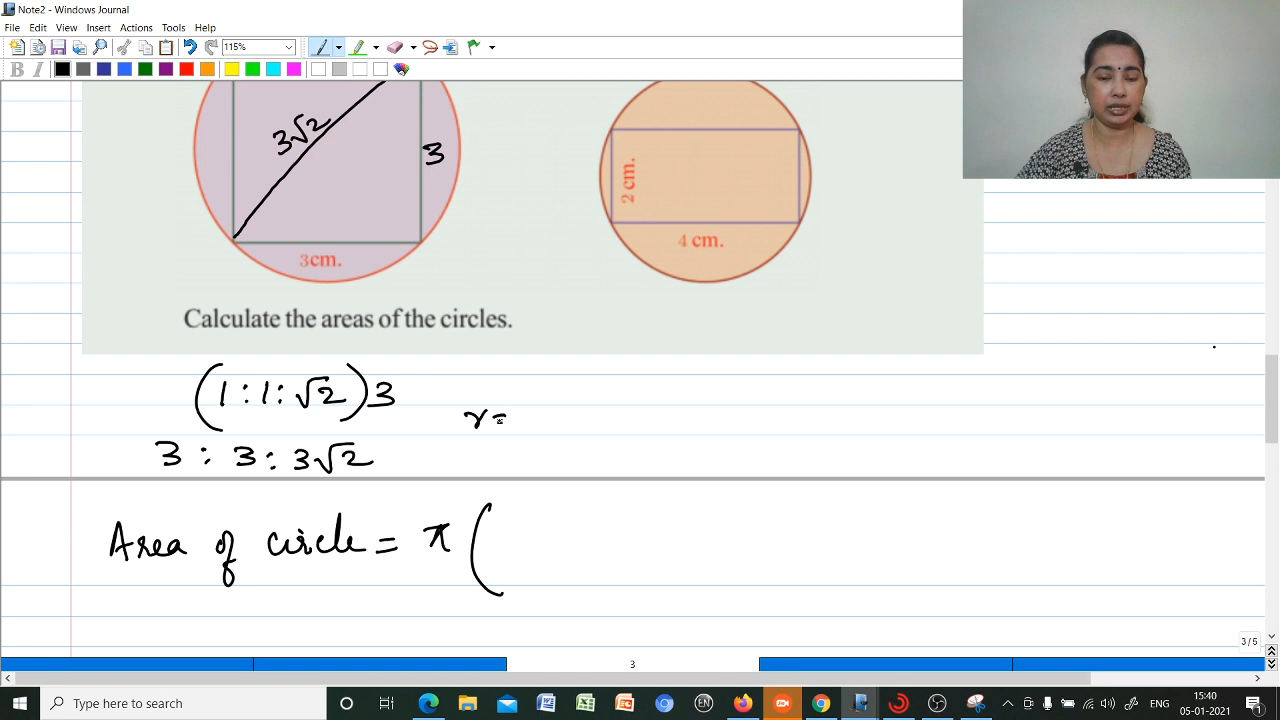 Note2 - Windows Journal
File Edit View Insert Actions Tools Help
115%
B I
3√2
3
3cm.
2 cm.
4 cm.
Calculate the areas of the circles.
(1 : 1 : √2) 3
r =
3 : 3 : 3√2
Area of circle = π (
3/5
3
Type here to search
EN
ENG
15:40
05-01-2021
1